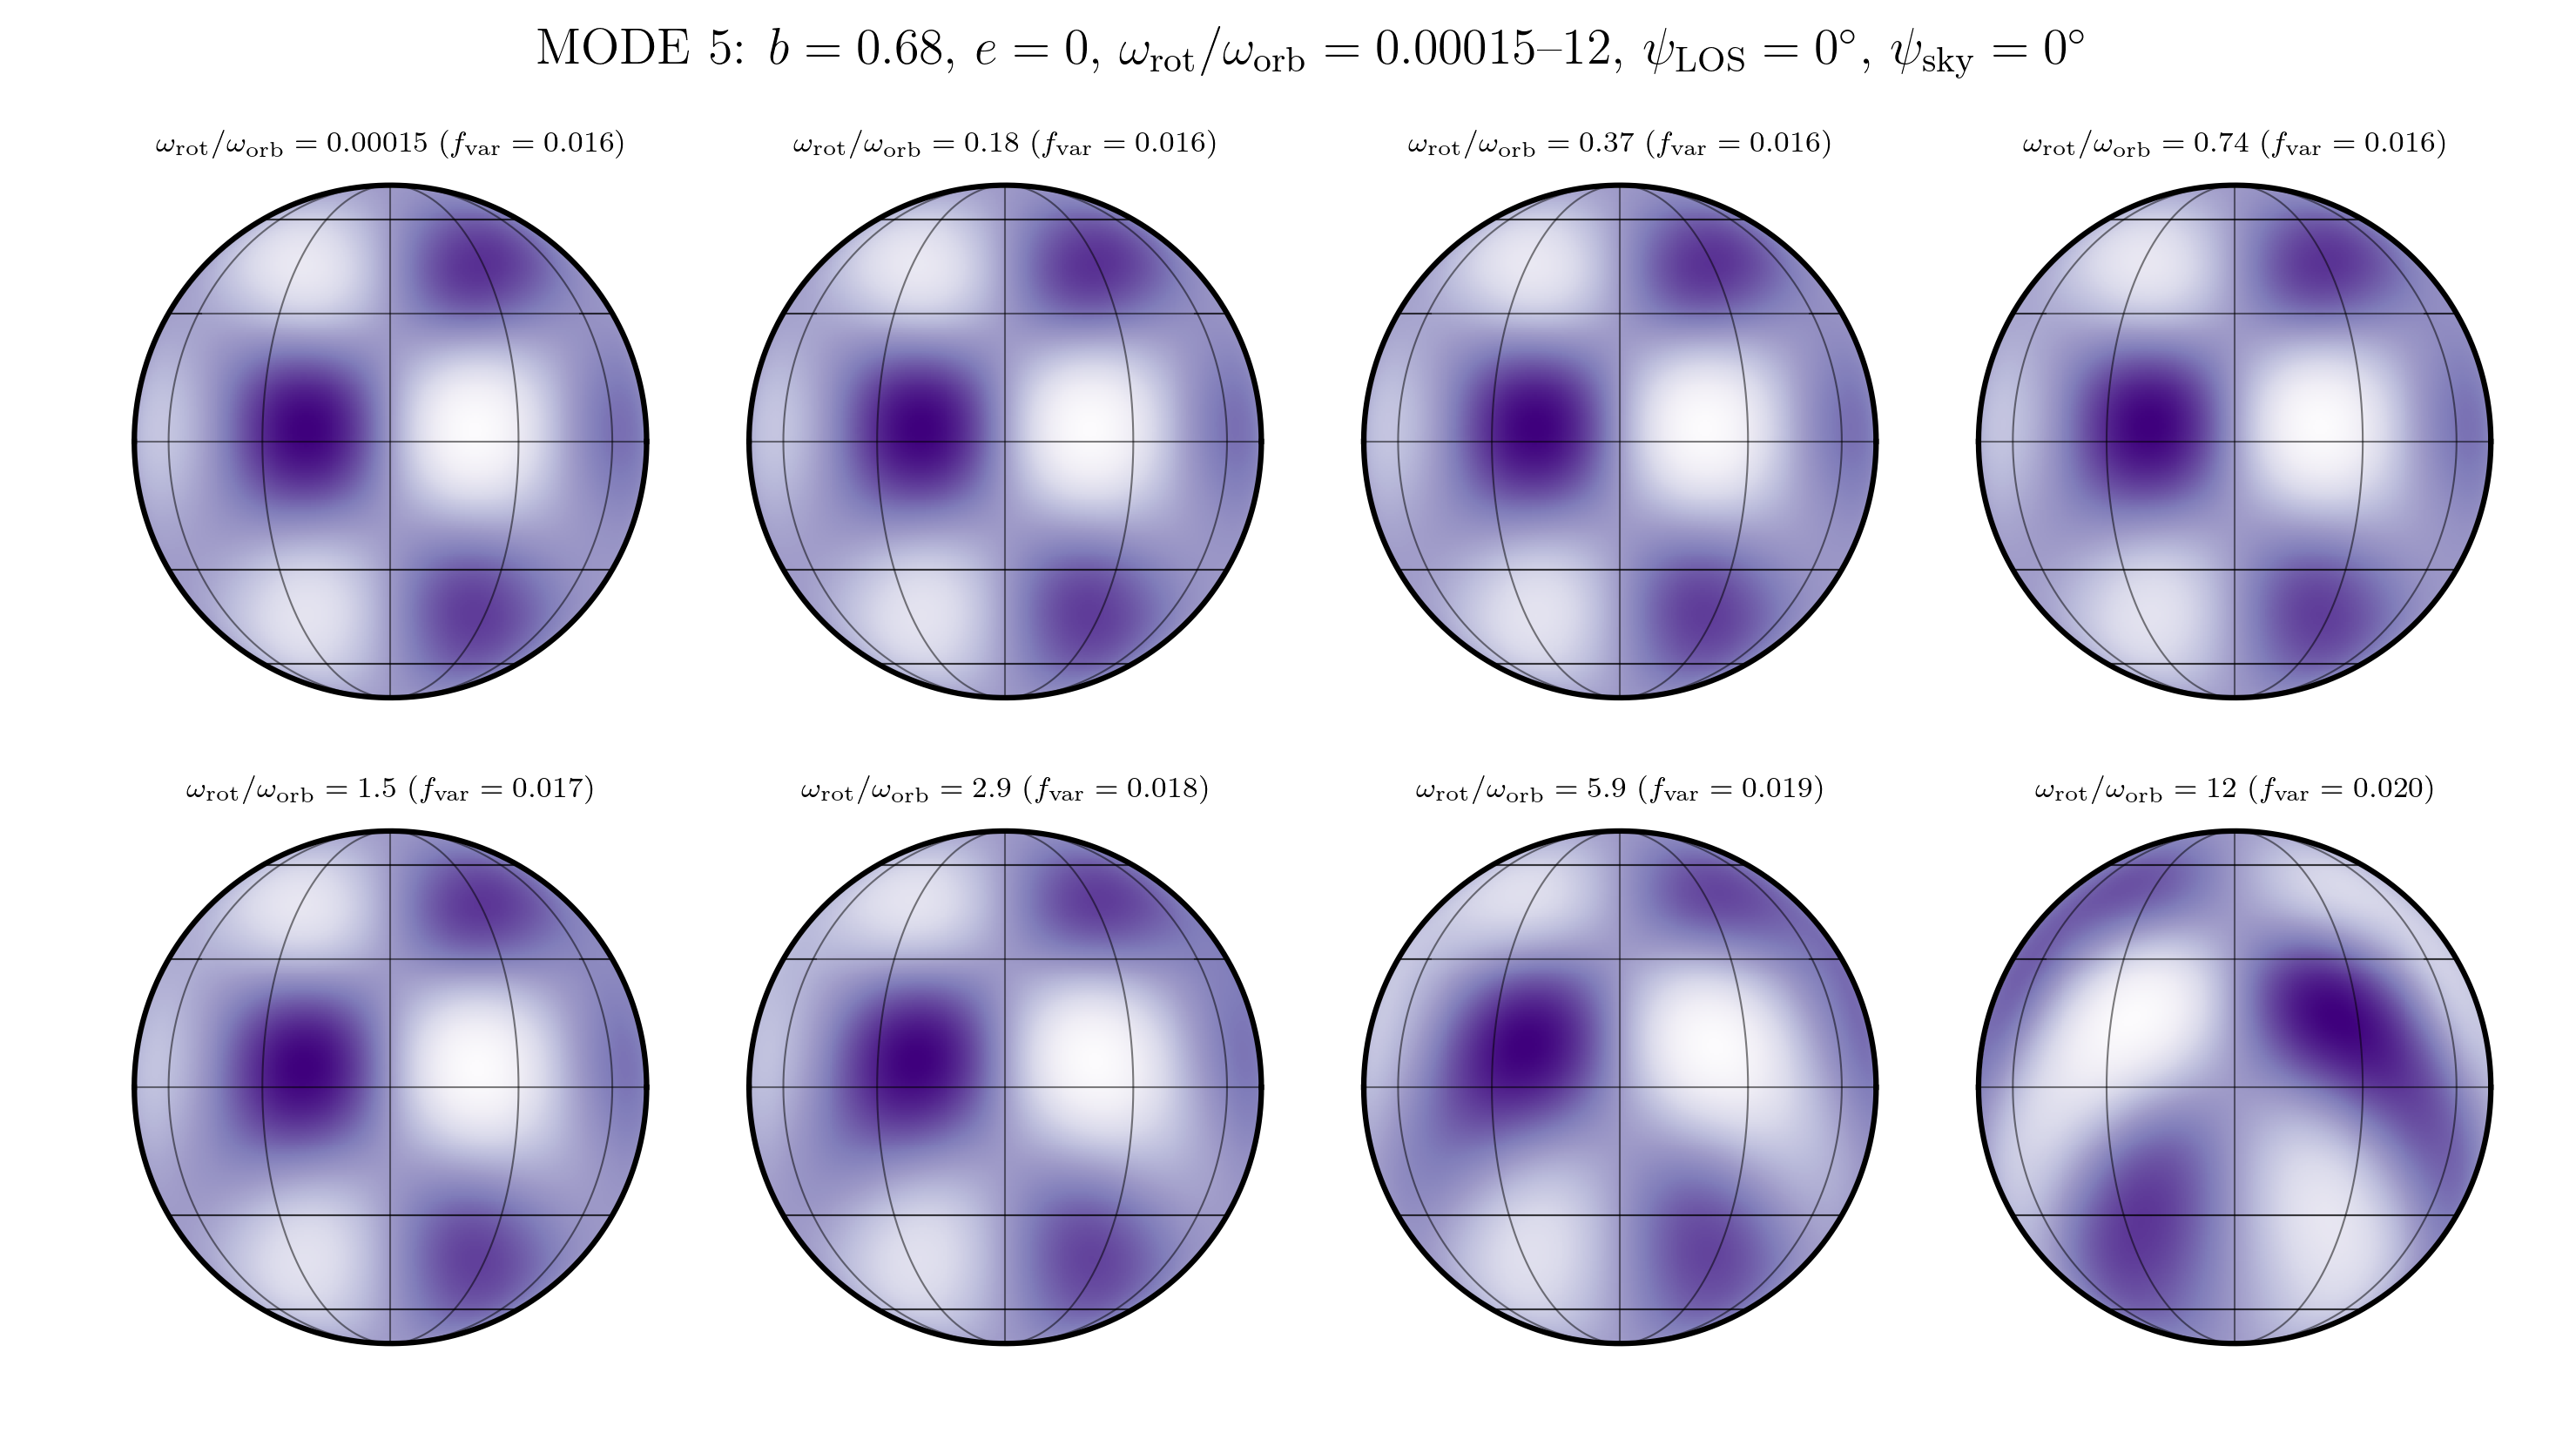 MODE 5: b = 0.68, e = 0, ω_rot/ω_orb = 0.00015–12, ψ_LOS = 0°, ψ_sky = 0°
ω_rot/ω_orb = 0.00015 (f_var = 0.016)
ω_rot/ω_orb = 0.18 (f_var = 0.016)
ω_rot/ω_orb = 0.37 (f_var = 0.016)
ω_rot/ω_orb = 0.74 (f_var = 0.016)
ω_rot/ω_orb = 1.5 (f_var = 0.017)
ω_rot/ω_orb = 2.9 (f_var = 0.018)
ω_rot/ω_orb = 5.9 (f_var = 0.019)
ω_rot/ω_orb = 12 (f_var = 0.020)